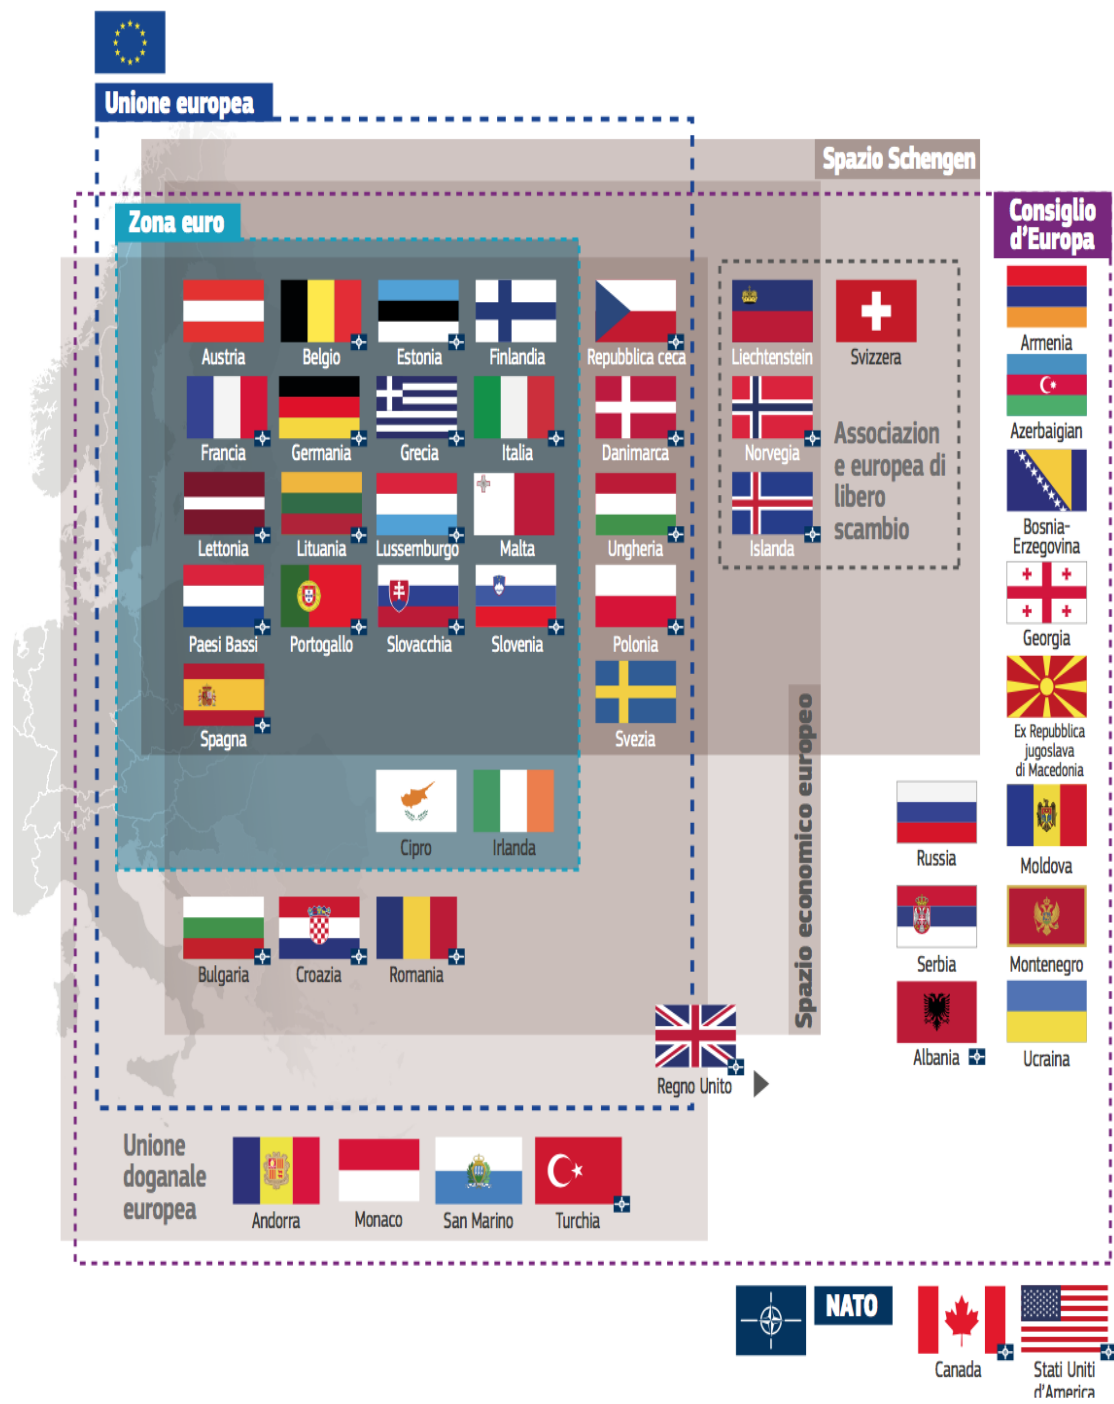 Unione europea
Spazio Schengen
Consiglio
d'Europa
Zona euro
Austria
Belgio
Estonia
Finlandia
Repubblica ceca
Liechtenstein
Svizzera
Armenia
Francia
Germania
Grecia
Italia
Danimarca
Norvegia
Associazion
e europea di
libero
scambio
Azerbaigian
Lettonia
Lituania
Lussemburgo
Malta
Ungheria
Islanda
Bosnia-
Erzegovina
Paesi Bassi
Portogallo
Slovacchia
Slovenia
Polonia
Georgia
Spagna
Svezia
Ex Repubblica
jugoslava
di Macedonia
Spazio economico europeo
Cipro
Irlanda
Russia
Moldova
Bulgaria
Croazia
Romania
Serbia
Montenegro
Regno Unito
Albania
Ucraina
Unione
doganale
europea
Andorra
Monaco
San Marino
Turchia
NATO
Canada
Stati Uniti
d'America